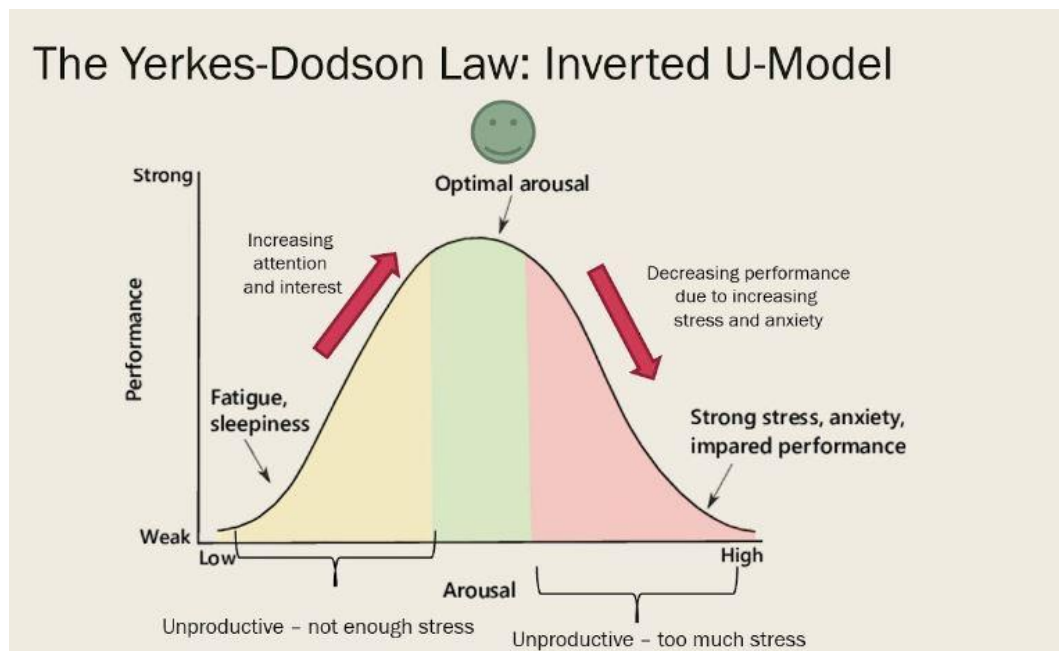 The Yerkes-Dodson Law: Inverted U-Model
Strong
Optimal arousal
Increasing
attention
and interest
Decreasing performance
due to increasing
stress and anxiety
Performance
Fatigue,
sleepiness
Strong stress, anxiety,
impared performance
Weak
Low
High
Arousal
Unproductive – not enough stress
Unproductive – too much stress